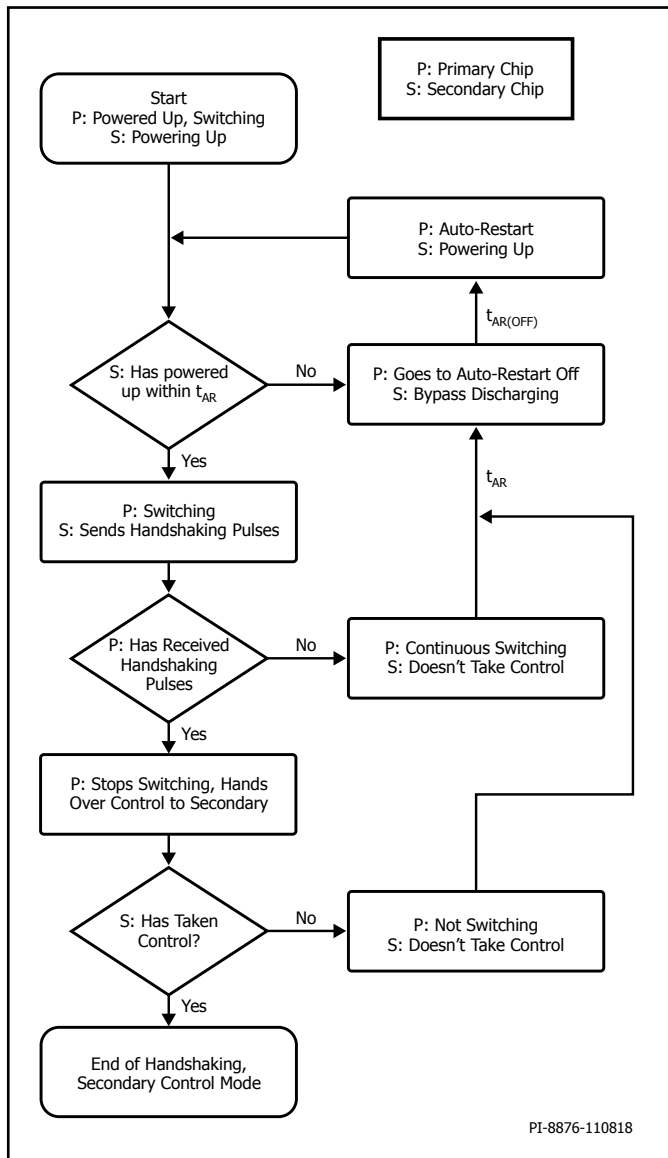 P: Primary Chip
S: Secondary Chip
Start
P: Powered Up, Switching
S: Powering Up
P: Auto-Restart
S: Powering Up
tAR(OFF)
S: Has powered
up within tAR
No
P: Goes to Auto-Restart Off
S: Bypass Discharging
Yes
tAR
P: Switching
S: Sends Handshaking Pulses
P: Has Received
Handshaking
Pulses
No
P: Continuous Switching
S: Doesn't Take Control
Yes
P: Stops Switching, Hands
Over Control to Secondary
S: Has Taken
Control?
No
P: Not Switching
S: Doesn't Take Control
Yes
End of Handshaking,
Secondary Control Mode
PI-8876-110818